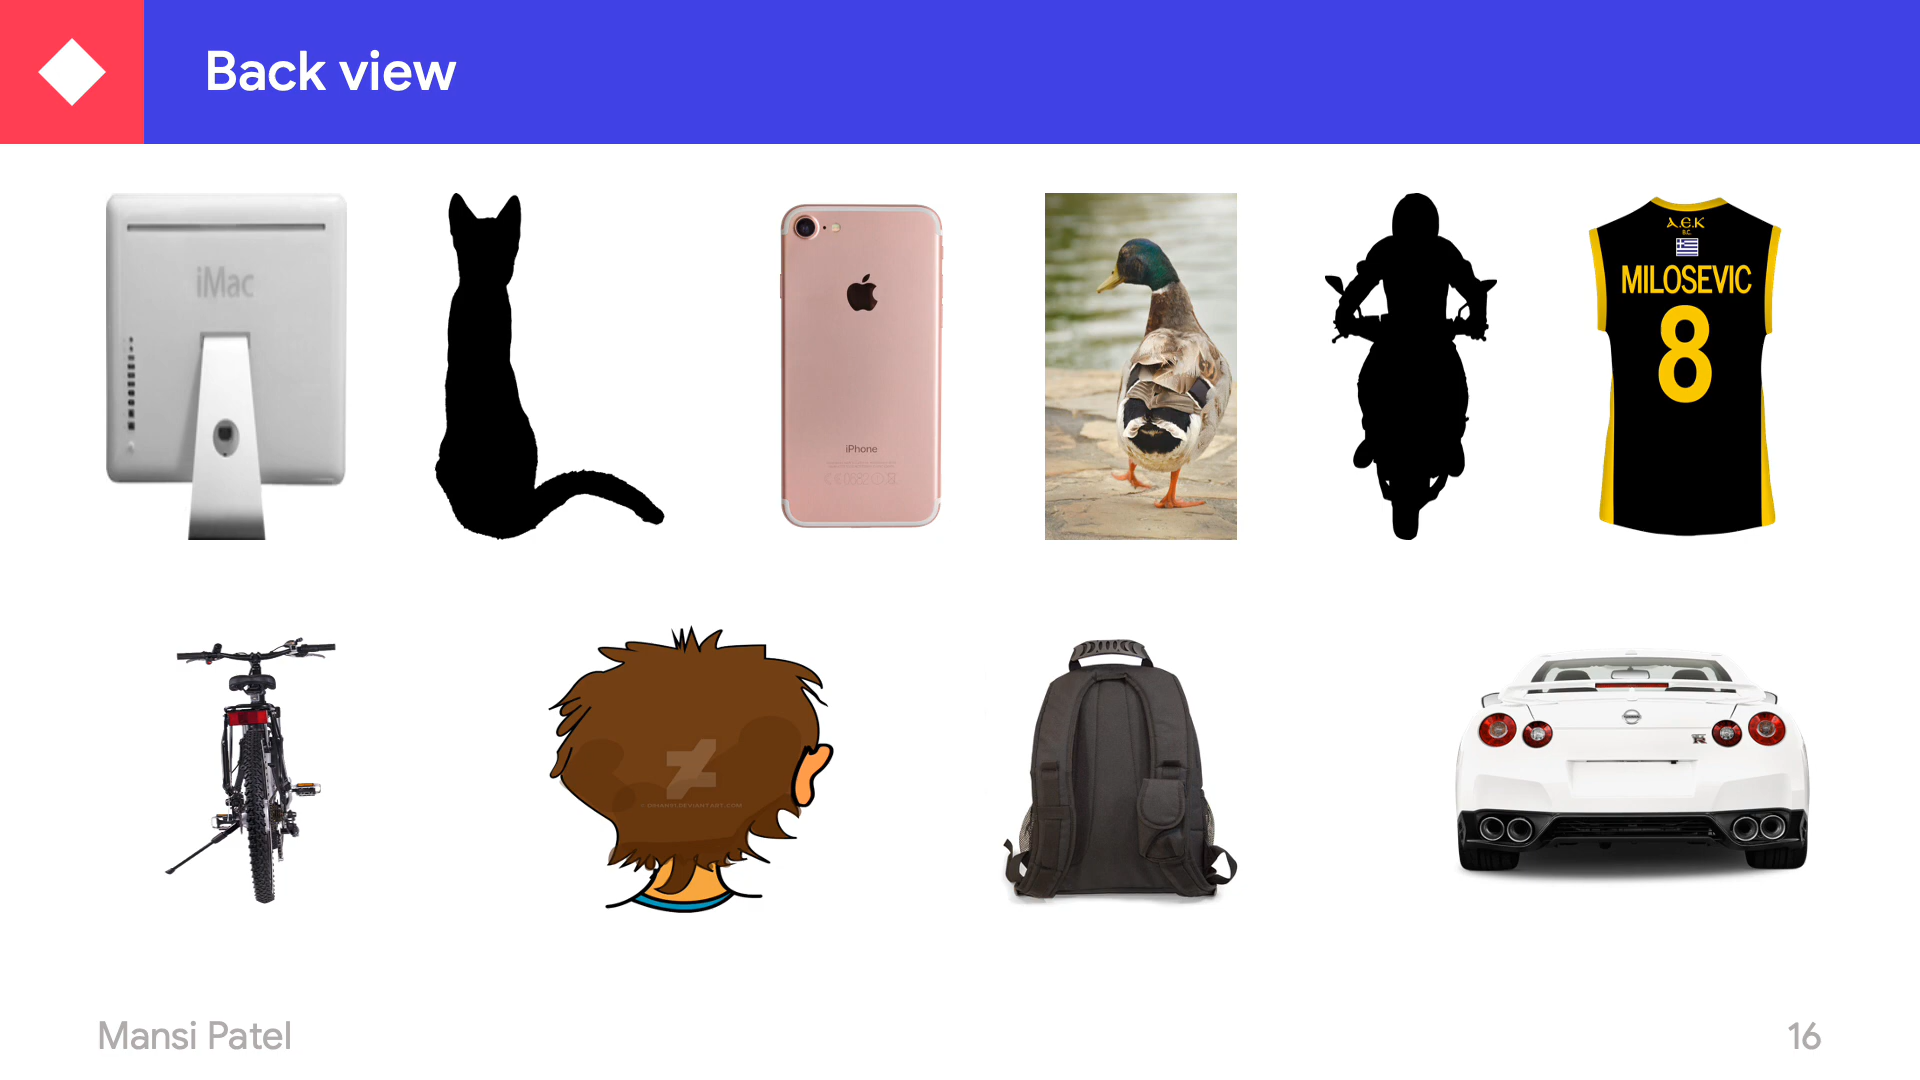 Back view
iMac
iPhone
A.E.K
B.C.
MILOSEVIC
8
Mansi Patel
16